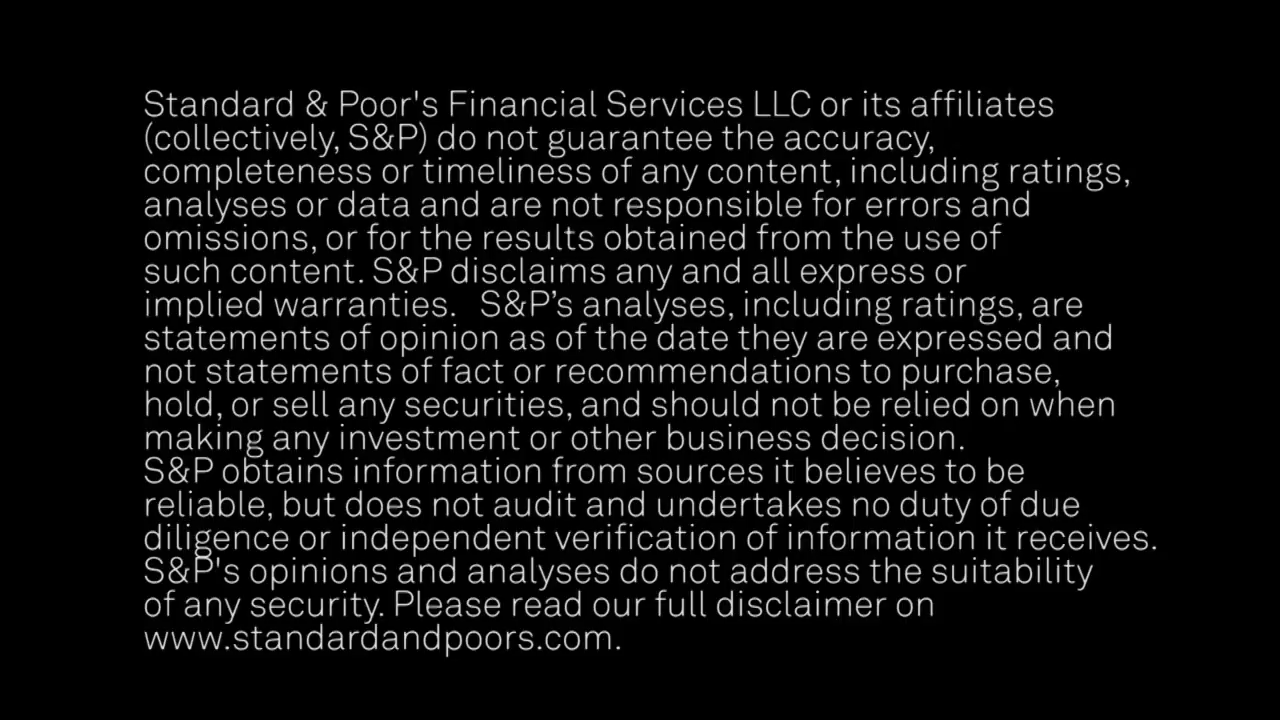 Standard & Poor's Financial Services LLC or its affiliates
(collectively, S&P) do not guarantee the accuracy,
completeness or timeliness of any content, including ratings,
analyses or data and are not responsible for errors and
omissions, or for the results obtained from the use of
such content. S&P disclaims any and all express or
implied warranties.   S&P’s analyses, including ratings, are
statements of opinion as of the date they are expressed and
not statements of fact or recommendations to purchase,
hold, or sell any securities, and should not be relied on when
making any investment or other business decision.
S&P obtains information from sources it believes to be
reliable, but does not audit and undertakes no duty of due
diligence or independent verification of information it receives.
S&P's opinions and analyses do not address the suitability
of any security. Please read our full disclaimer on
www.standardandpoors.com.